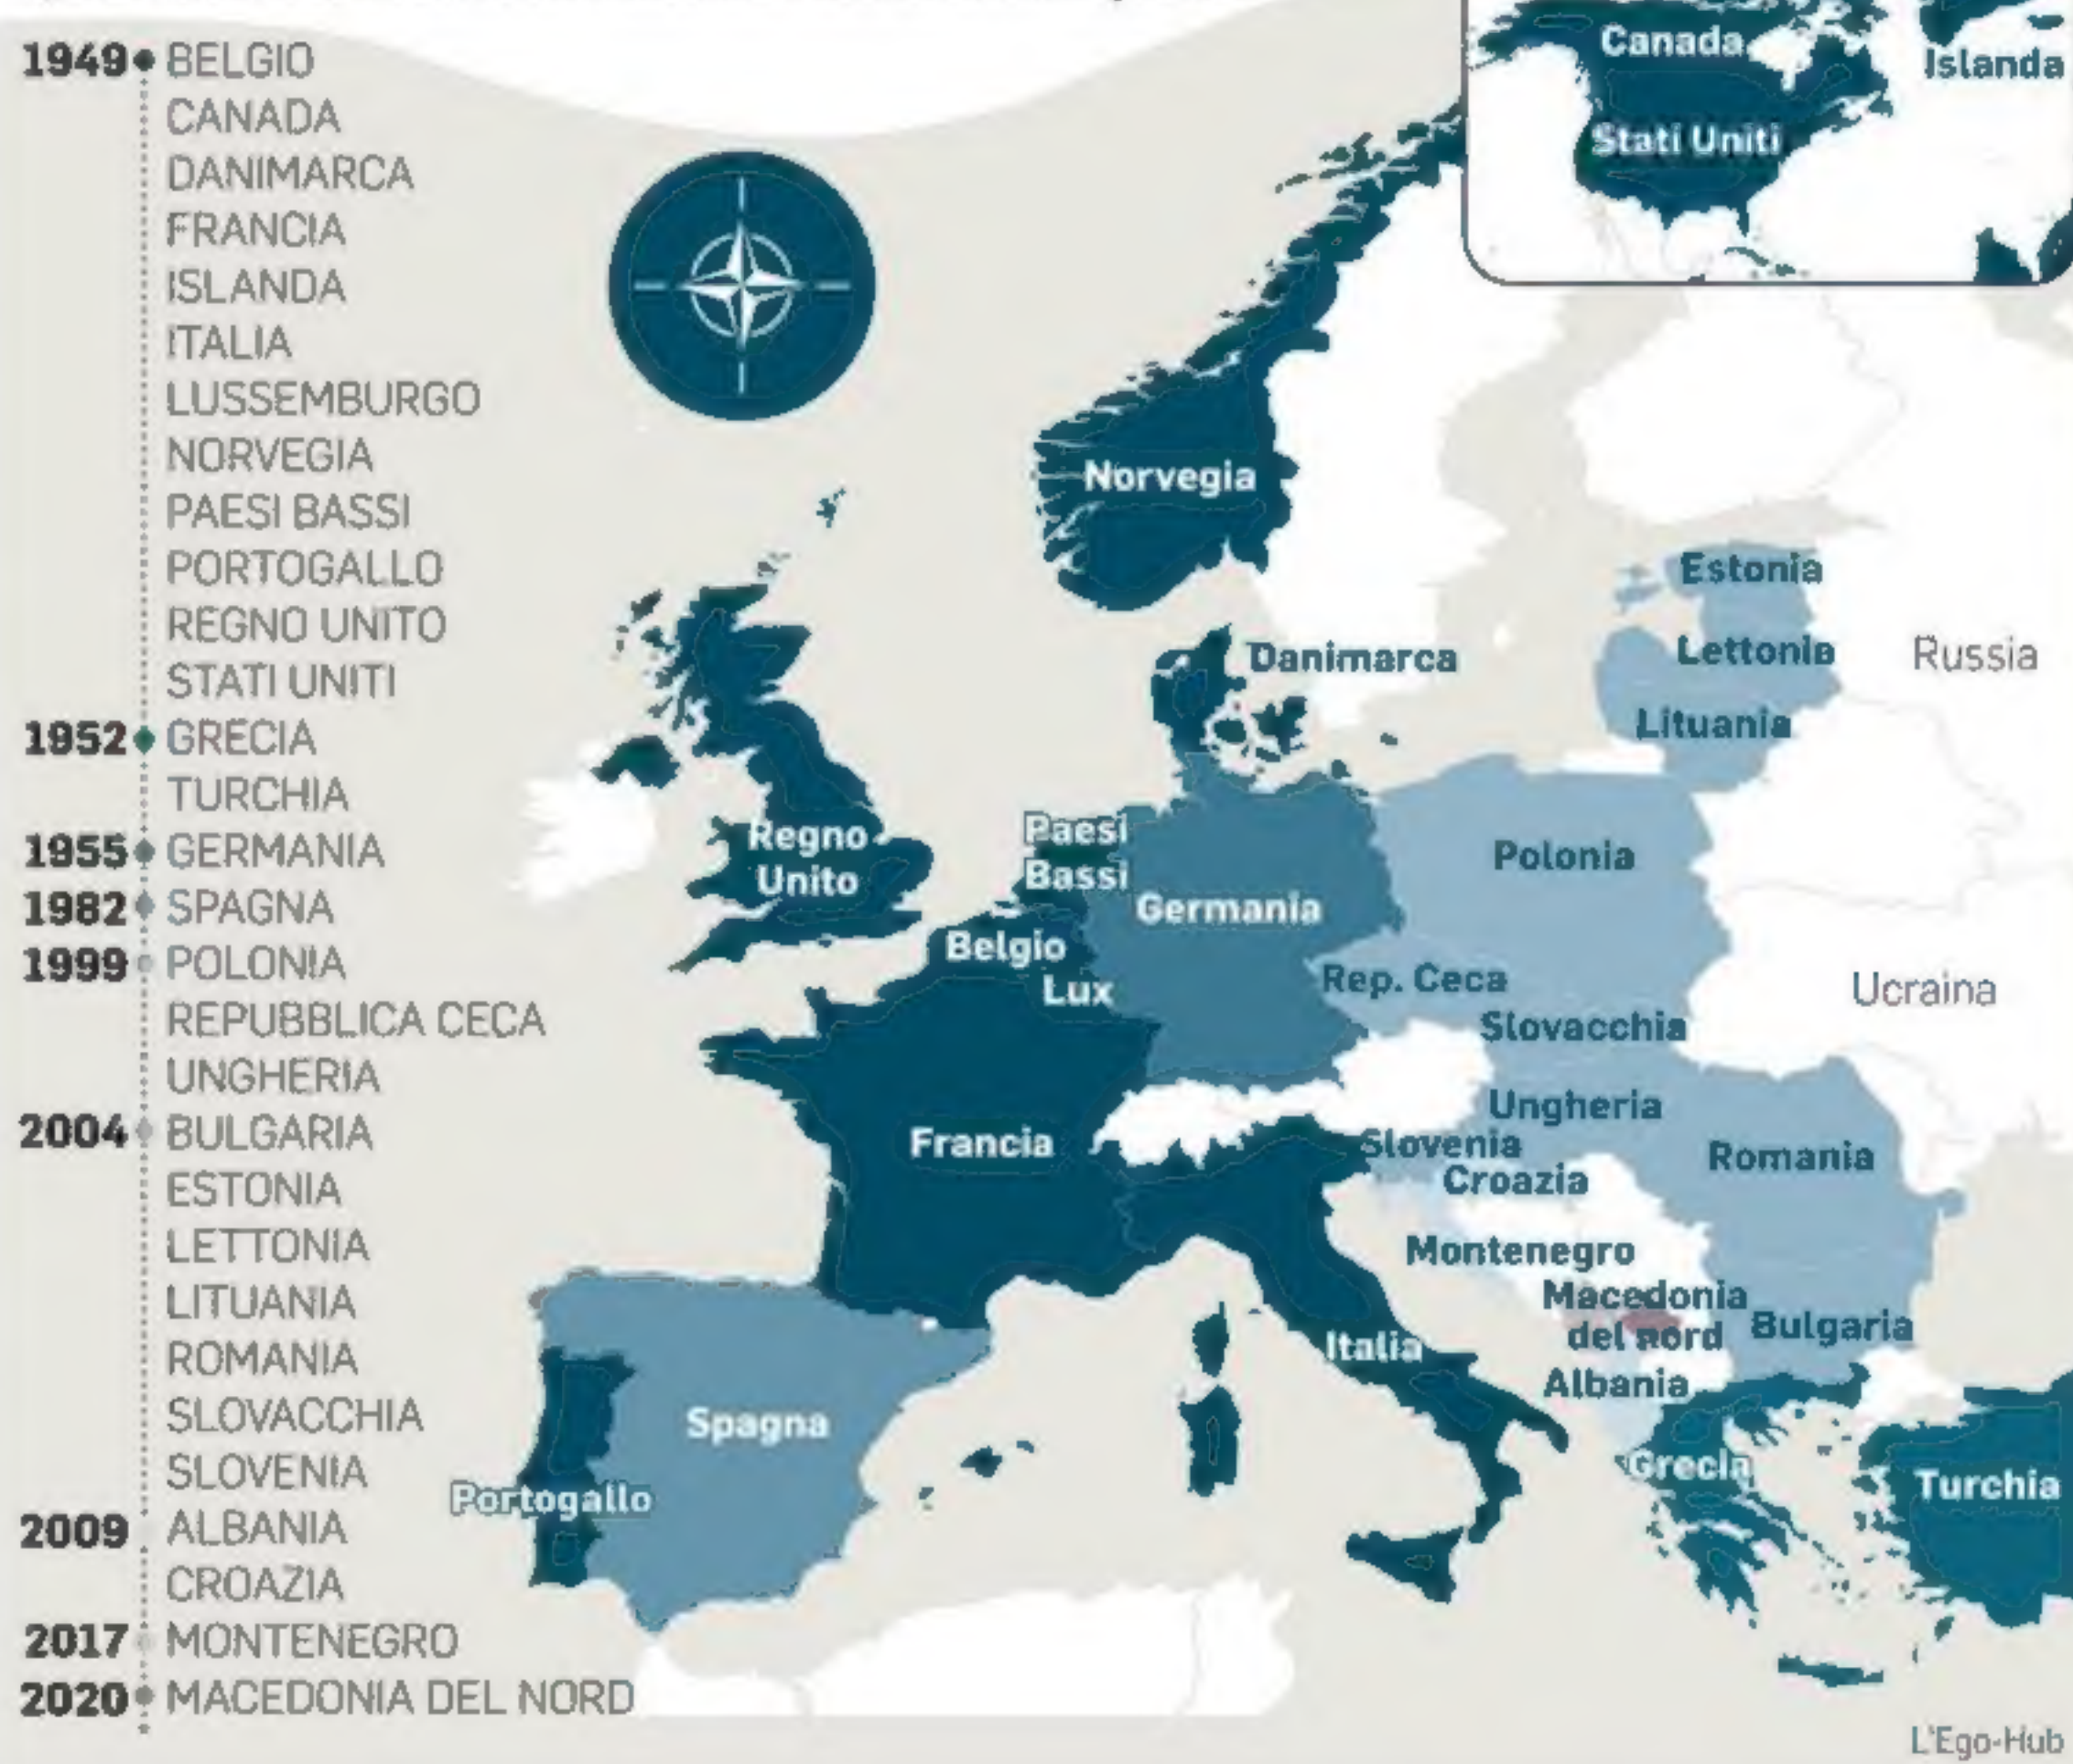 1949 BELGIO
CANADA
DANIMARCA
FRANCIA
ISLANDA
ITALIA
LUSSEMBURGO
NORVEGIA
PAESI BASSI
PORTOGALLO
REGNO UNITO
STATI UNITI
1952 GRECIA
TURCHIA
1955 GERMANIA
1982 SPAGNA
1999 POLONIA
REPUBBLICA CECA
UNGHERIA
2004 BULGARIA
ESTONIA
LETTONIA
LITUANIA
ROMANIA
SLOVACCHIA
SLOVENIA
2009 ALBANIA
CROAZIA
2017 MONTENEGRO
2020 MACEDONIA DEL NORD
Canada
Islanda
Stati Uniti
Norvegia
Estonia
Danimarca
Lettonia
Russia
Lituania
Regno
Unito
Paesi
Bassi
Polonia
Germania
Belgio
Lux
Rep. Ceca
Ucraina
Slovacchia
Ungheria
Francia
Slovenia
Romania
Croazia
Montenegro
Macedonia
del nord
Bulgaria
Italia
Albania
Spagna
Portogallo
Grecia
Turchia
L'Ego-Hub